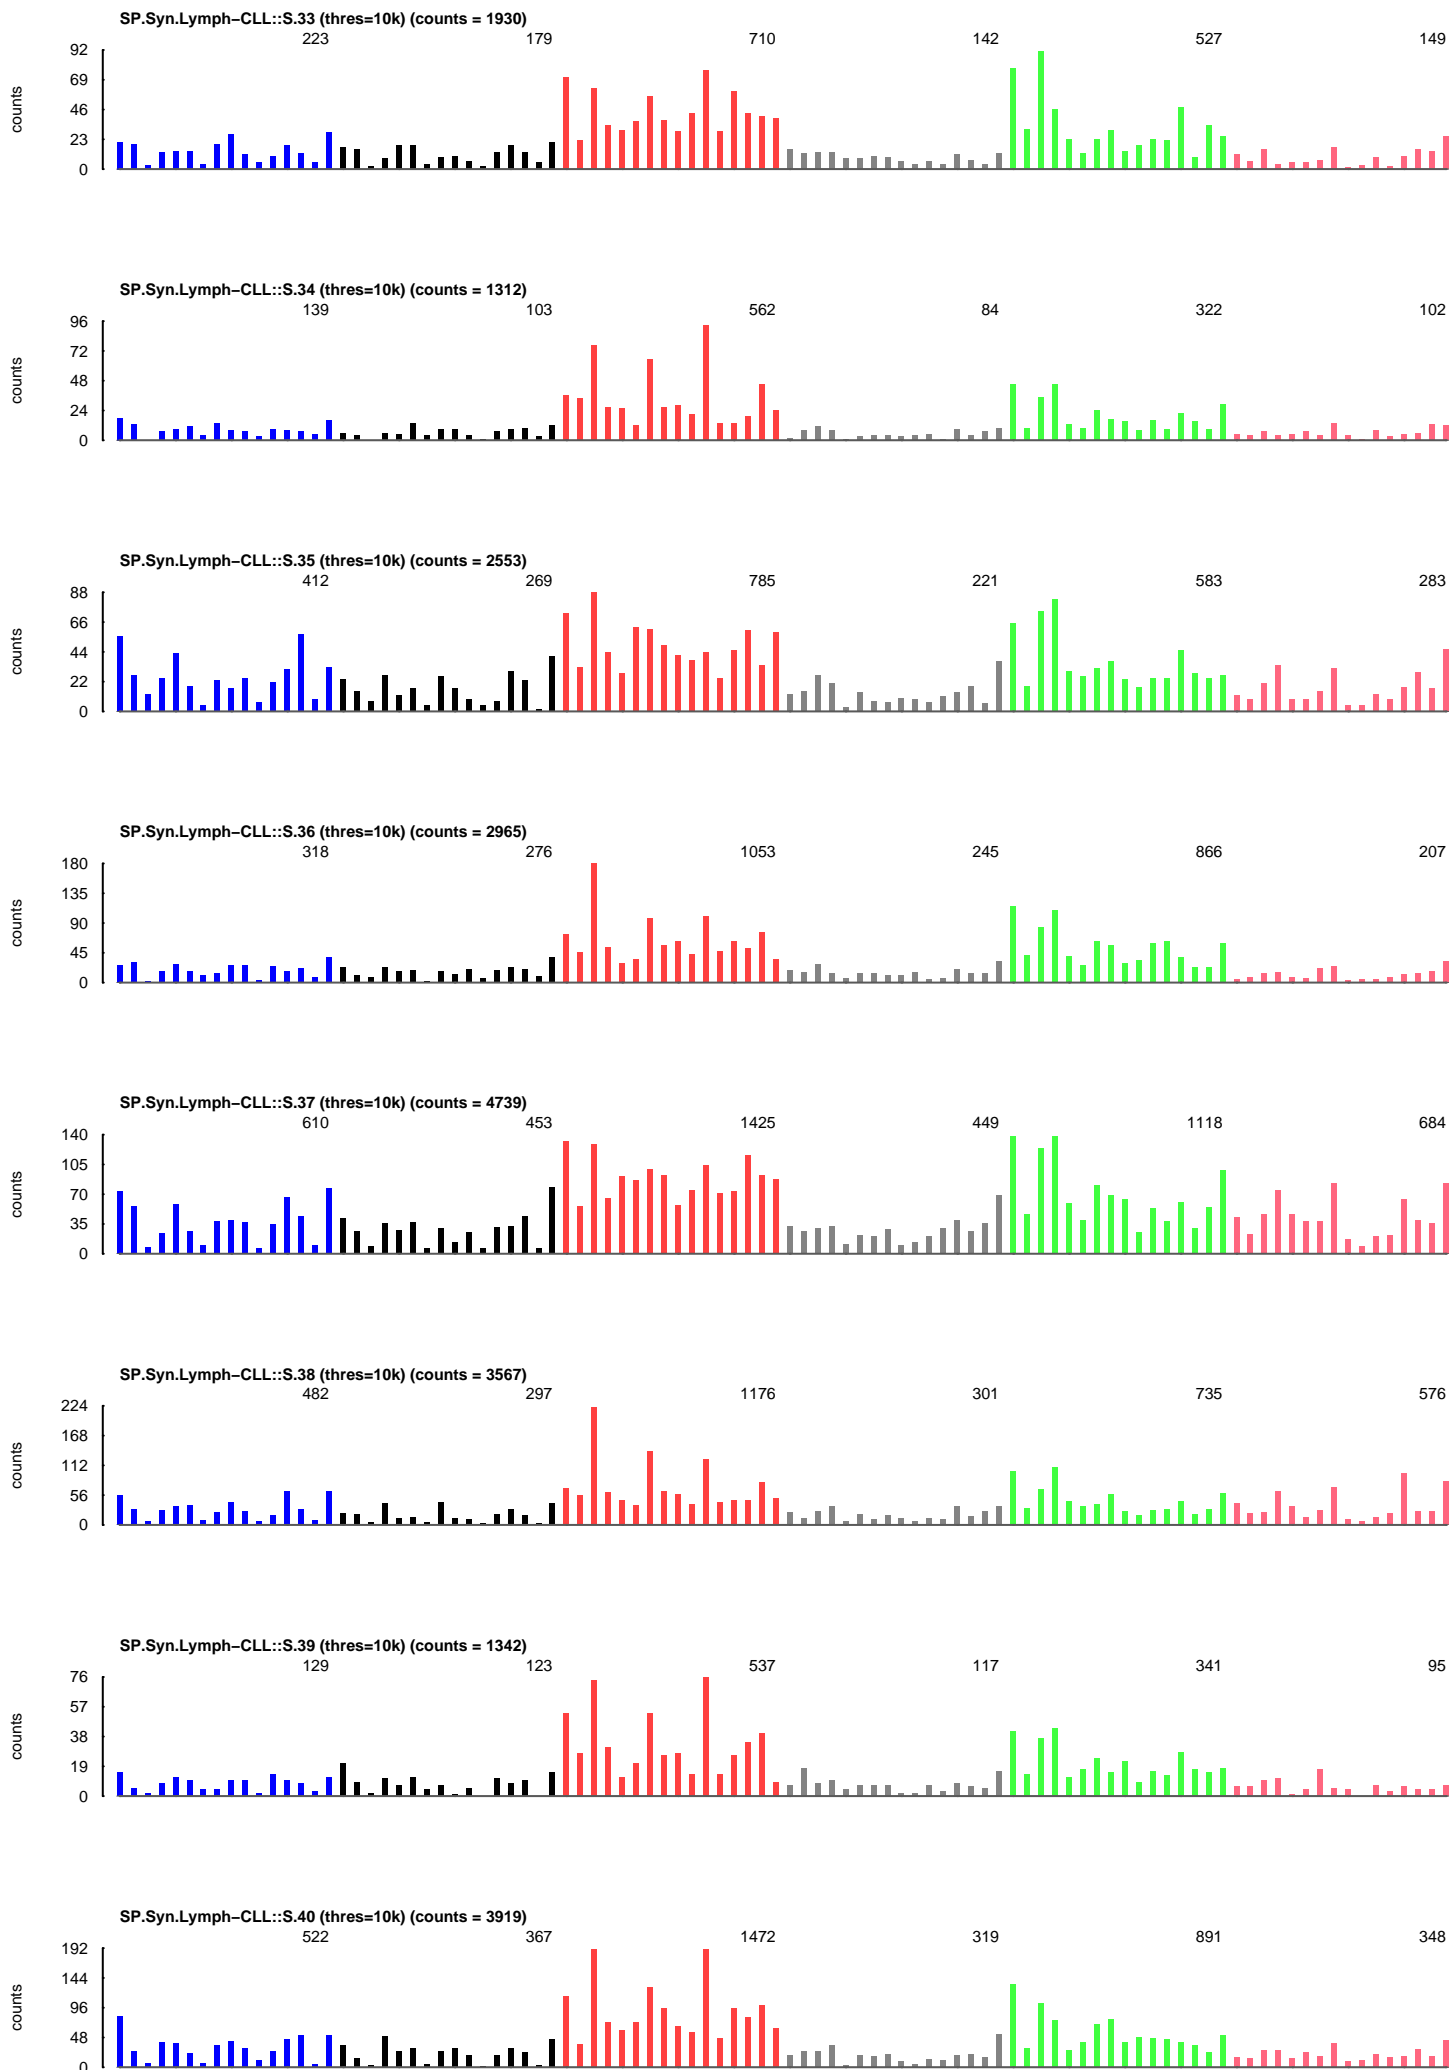 SP.Syn.Lymph−CLL::S.33 (thres=10k) (counts = 1930)
223 179 710 142 527 149
92
69
46
23
0
counts
SP.Syn.Lymph−CLL::S.34 (thres=10k) (counts = 1312)
139 103 562 84 322 102
96
72
48
24
0
counts
SP.Syn.Lymph−CLL::S.35 (thres=10k) (counts = 2553)
412 269 785 221 583 283
88
66
44
22
0
counts
SP.Syn.Lymph−CLL::S.36 (thres=10k) (counts = 2965)
318 276 1053 245 866 207
180
135
90
45
0
counts
SP.Syn.Lymph−CLL::S.37 (thres=10k) (counts = 4739)
610 453 1425 449 1118 684
140
105
70
35
0
counts
SP.Syn.Lymph−CLL::S.38 (thres=10k) (counts = 3567)
482 297 1176 301 735 576
224
168
112
56
0
counts
SP.Syn.Lymph−CLL::S.39 (thres=10k) (counts = 1342)
129 123 537 117 341 95
76
57
38
19
0
counts
SP.Syn.Lymph−CLL::S.40 (thres=10k) (counts = 3919)
522 367 1472 319 891 348
192
144
96
48
0
counts